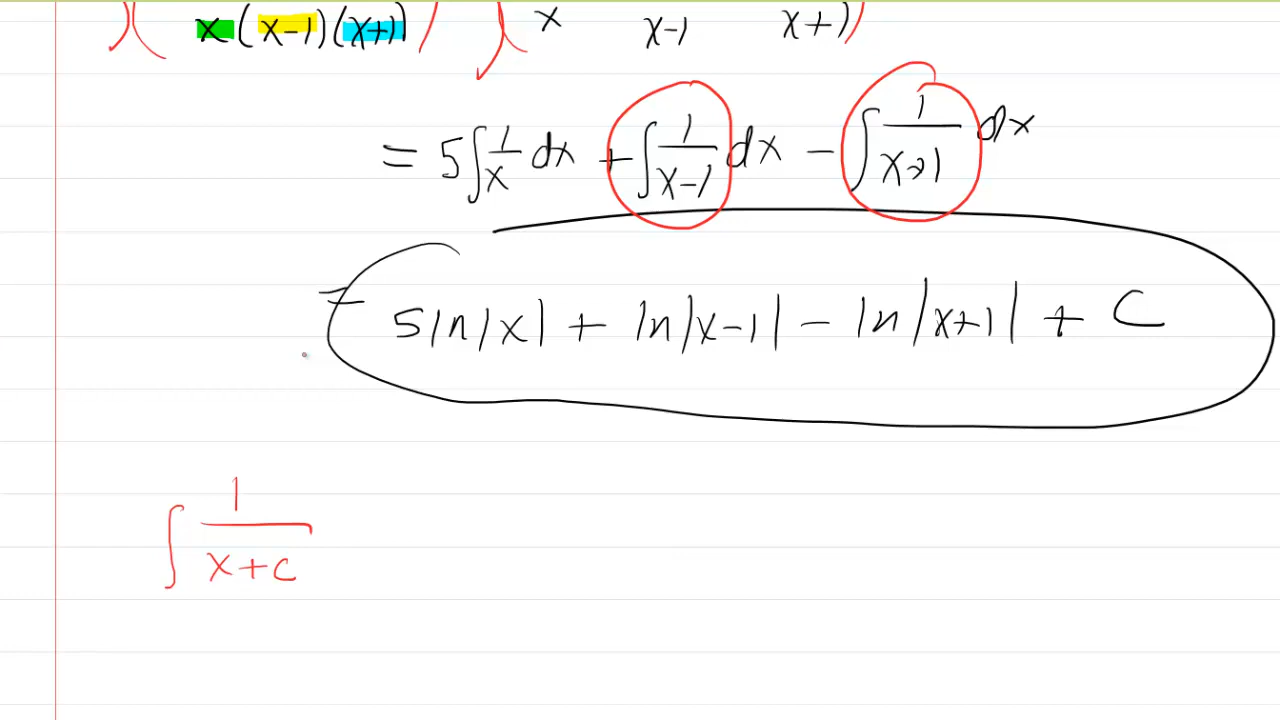 x(x-1)(x+1) x x-1 x+1
= 5∫ 1/x dx + ∫ 1/(x-1) dx - ∫ 1/(x+1) dx
= 5ln|x| + ln|x-1| - ln|x+1| + C
∫ 1/(x+c)